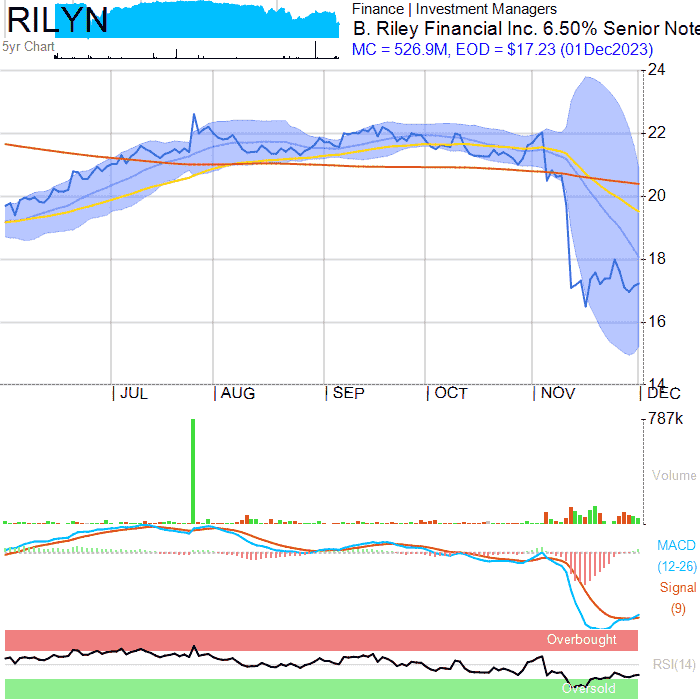 RILYN
5yr Chart
Finance | Investment Managers
B. Riley Financial Inc. 6.50% Senior Note
MC = 526.9M, EOD = $17.23 (01Dec2023)
24
22
20
18
16
14
JUL AUG SEP OCT NOV DEC
787k
Volume
MACD
(12-26)
Signal
(9)
Overbought
RSI(14)
Oversold